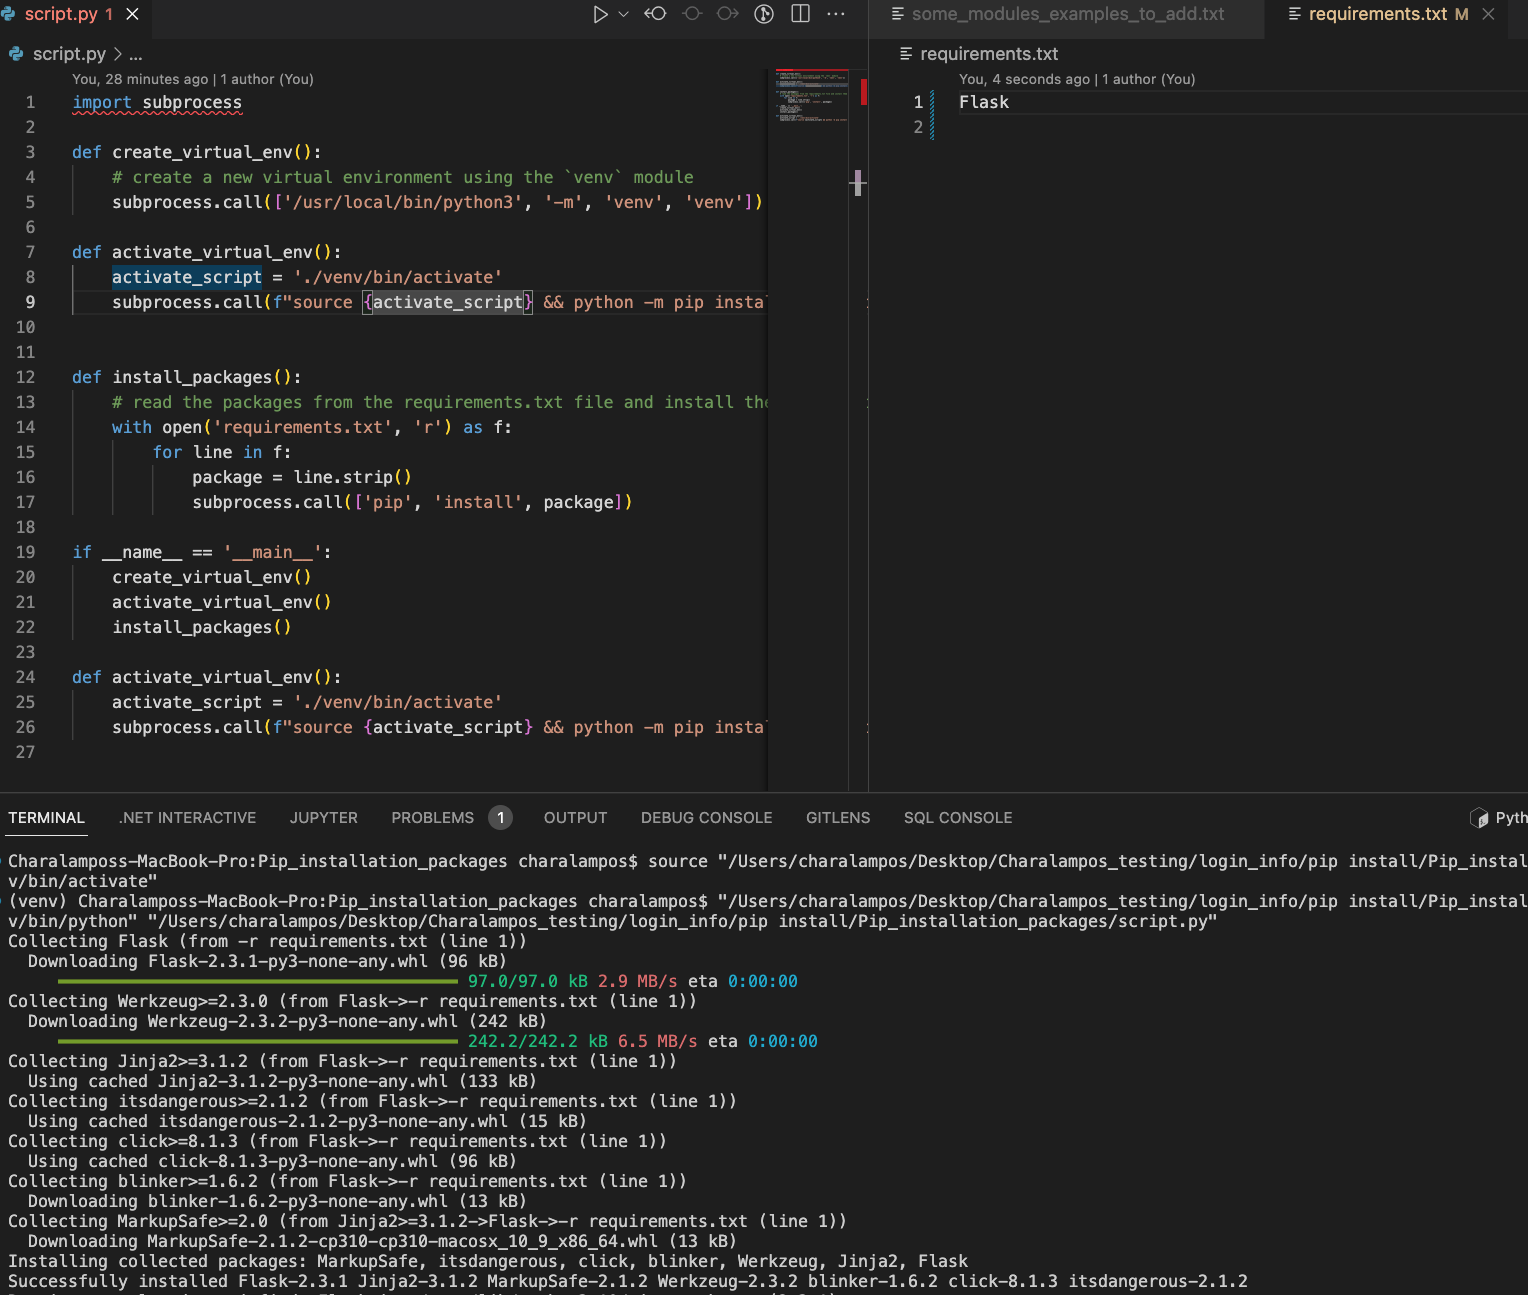 script.py 1
some_modules_examples_to_add.txt
requirements.txt M
script.py > ...
requirements.txt
You, 28 minutes ago | 1 author (You)
1 import subprocess
2
3 def create_virtual_env():
4 # create a new virtual environment using the `venv` module
5 subprocess.call(['/usr/local/bin/python3', '-m', 'venv', 'venv'])
6
7 def activate_virtual_env():
8 activate_script = './venv/bin/activate'
9 subprocess.call(f"source {activate_script} && python -m pip insta
10
11
12 def install_packages():
13 # read the packages from the requirements.txt file and install the
14 with open('requirements.txt', 'r') as f:
15 for line in f:
16 package = line.strip()
17 subprocess.call(['pip', 'install', package])
18
19 if __name__ == '__main__':
20 create_virtual_env()
21 activate_virtual_env()
22 install_packages()
23
24 def activate_virtual_env():
25 activate_script = './venv/bin/activate'
26 subprocess.call(f"source {activate_script} && python -m pip insta
27
You, 4 seconds ago | 1 author (You)
1 Flask
2
TERMINAL .NET INTERACTIVE JUPYTER PROBLEMS 1 OUTPUT DEBUG CONSOLE GITLENS SQL CONSOLE Pyth
Charalamposs-MacBook-Pro:Pip_installation_packages charalampos$ source "/Users/charalampos/Desktop/Charalampos_testing/login_info/pip install/Pip_instal
v/bin/activate"
(venv) Charalamposs-MacBook-Pro:Pip_installation_packages charalampos$ "/Users/charalampos/Desktop/Charalampos_testing/login_info/pip install/Pip_instal
v/bin/python" "/Users/charalampos/Desktop/Charalampos_testing/login_info/pip install/Pip_installation_packages/script.py"
Collecting Flask (from -r requirements.txt (line 1))
Downloading Flask-2.3.1-py3-none-any.whl (96 kB)
97.0/97.0 kB 2.9 MB/s eta 0:00:00
Collecting Werkzeug>=2.3.0 (from Flask->-r requirements.txt (line 1))
Downloading Werkzeug-2.3.2-py3-none-any.whl (242 kB)
242.2/242.2 kB 6.5 MB/s eta 0:00:00
Collecting Jinja2>=3.1.2 (from Flask->-r requirements.txt (line 1))
Using cached Jinja2-3.1.2-py3-none-any.whl (133 kB)
Collecting itsdangerous>=2.1.2 (from Flask->-r requirements.txt (line 1))
Using cached itsdangerous-2.1.2-py3-none-any.whl (15 kB)
Collecting click>=8.1.3 (from Flask->-r requirements.txt (line 1))
Using cached click-8.1.3-py3-none-any.whl (96 kB)
Collecting blinker>=1.6.2 (from Flask->-r requirements.txt (line 1))
Downloading blinker-1.6.2-py3-none-any.whl (13 kB)
Collecting MarkupSafe>=2.0 (from Jinja2>=3.1.2->Flask->-r requirements.txt (line 1))
Downloading MarkupSafe-2.1.2-cp310-cp310-macosx_10_9_x86_64.whl (13 kB)
Installing collected packages: MarkupSafe, itsdangerous, click, blinker, Werkzeug, Jinja2, Flask
Successfully installed Flask-2.3.1 Jinja2-3.1.2 MarkupSafe-2.1.2 Werkzeug-2.3.2 blinker-1.6.2 click-8.1.3 itsdangerous-2.1.2